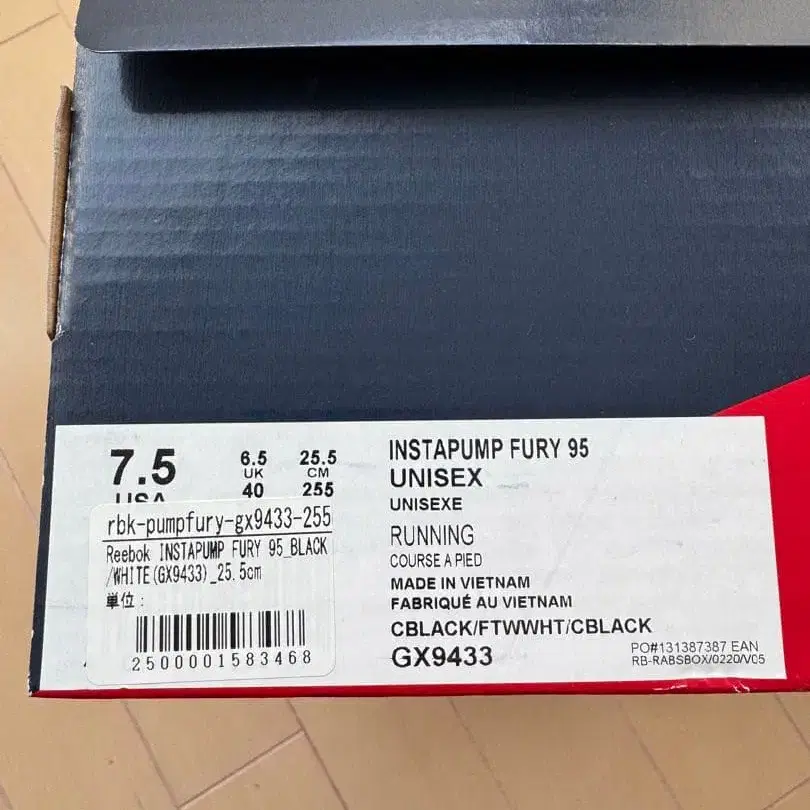 7.5
USA
6.5
UK
40
25.5
CM
255
rbk-pumpfury-gx9433-255
Reebok INSTAPUMP FURY 95_BLACK
/WHITE(GX9433)_25.5cm
単位:
2500001583468
INSTAPUMP FURY 95
UNISEX
UNISEXE
RUNNING
COURSE A PIED
MADE IN VIETNAM
FABRIQUÉ AU VIETNAM
CBLACK/FTWWHT/CBLACK
GX9433
PO#131387387 EAN
RB-RABSBOX/0220/V05